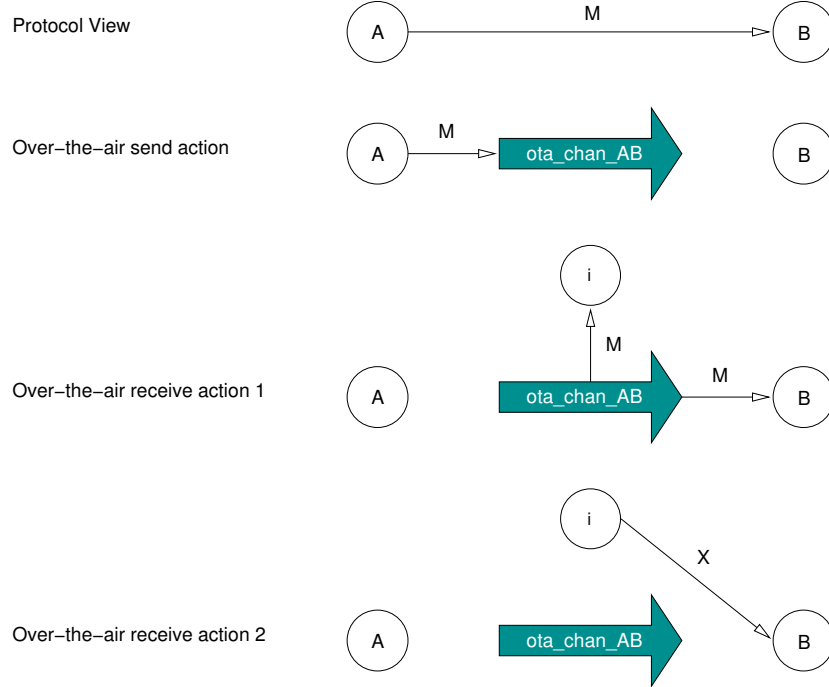 Protocol View
A
M
B
Over−the−air send action
A
M
ota_chan_AB
B
i
M
Over−the−air receive action 1
A
ota_chan_AB
M
B
i
X
Over−the−air receive action 2
A
ota_chan_AB
B